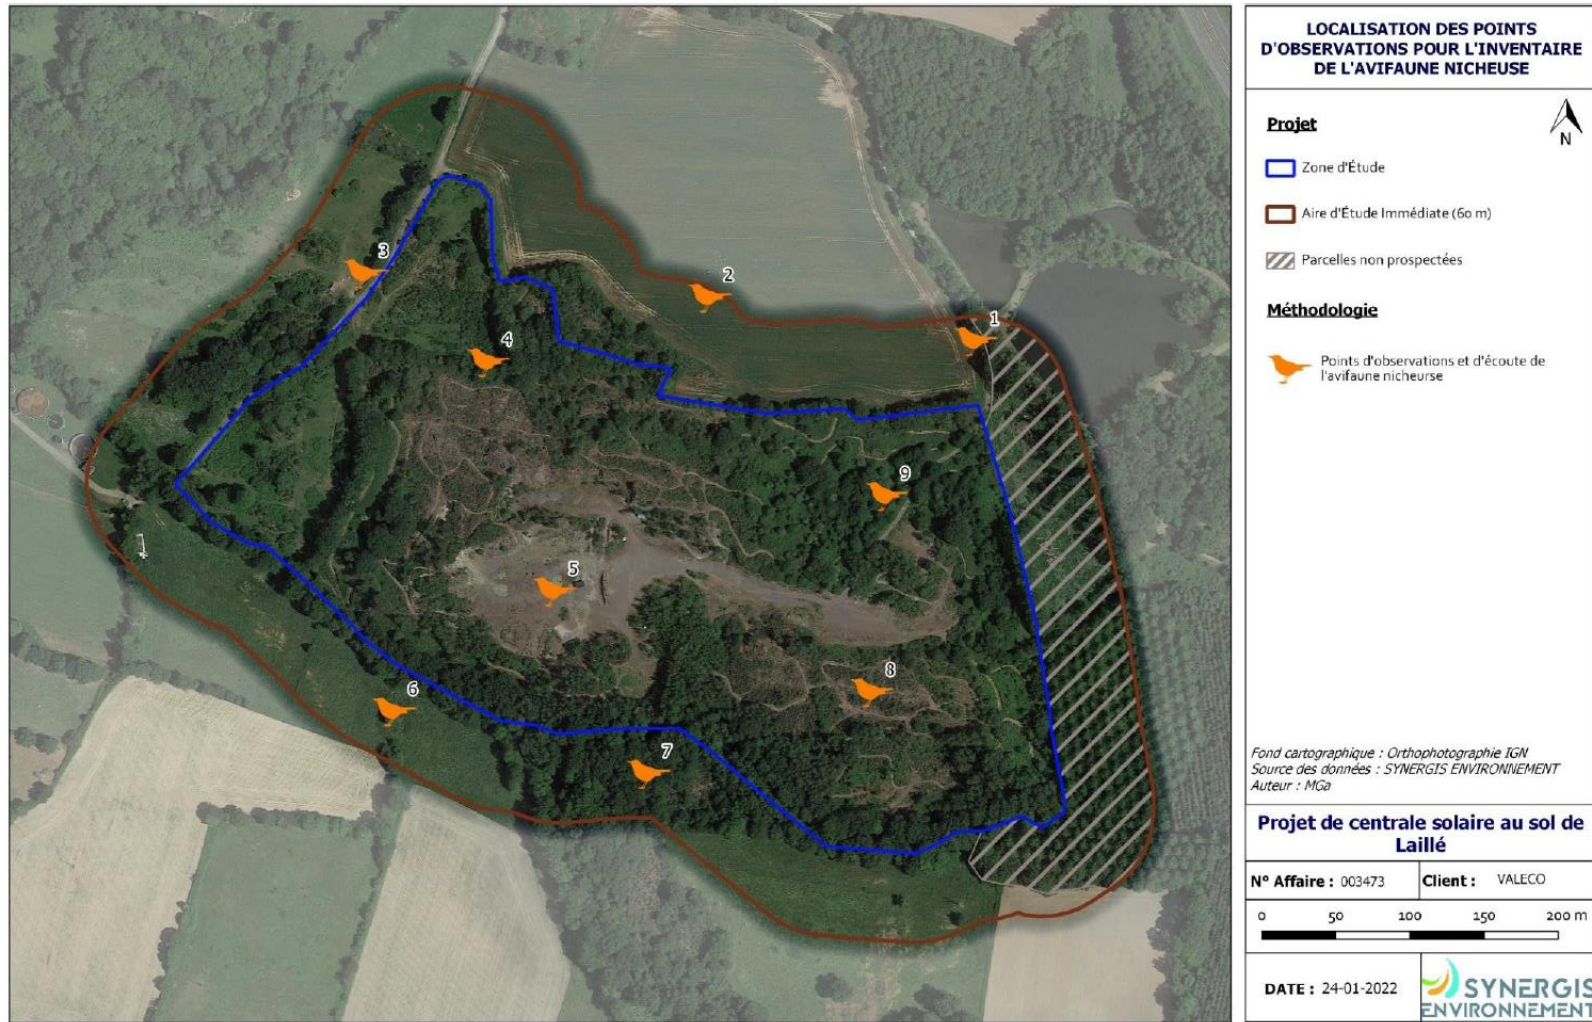 LOCALISATION DES POINTS
D'OBSERVATIONS POUR L'INVENTAIRE
DE L'AVIFAUNE NICHEUSE
Projet
N
Zone d'Étude
Aire d'Étude Immédiate (60 m)
Parcelles non prospectées
Méthodologie
Points d'observations et d'écoute de
l'avifaune nicheurse
3
2
1
4
9
5
6
8
7
Fond cartographique : Orthophotographie IGN
Source des données : SYNERGIS ENVIRONNEMENT
Auteur : MGa
Projet de centrale solaire au sol de
Laillé
N° Affaire : 003473 Client : VALECO
0 50 100 150 200 m
DATE : 24-01-2022
SYNERGIS
ENVIRONNEMENT